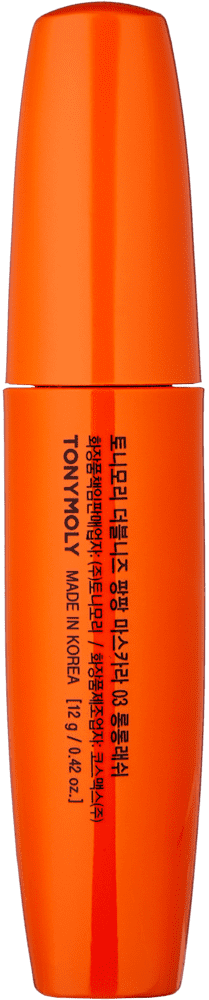 토니모리 더블니즈 팡팡 마스카라 03 롱롱래쉬
화장품책임판매업자: (주)토니모리 / 화장품제조업자: 코스맥스(주)
TONYMOLY MADE IN KOREA [12 g / 0.42 oz.]